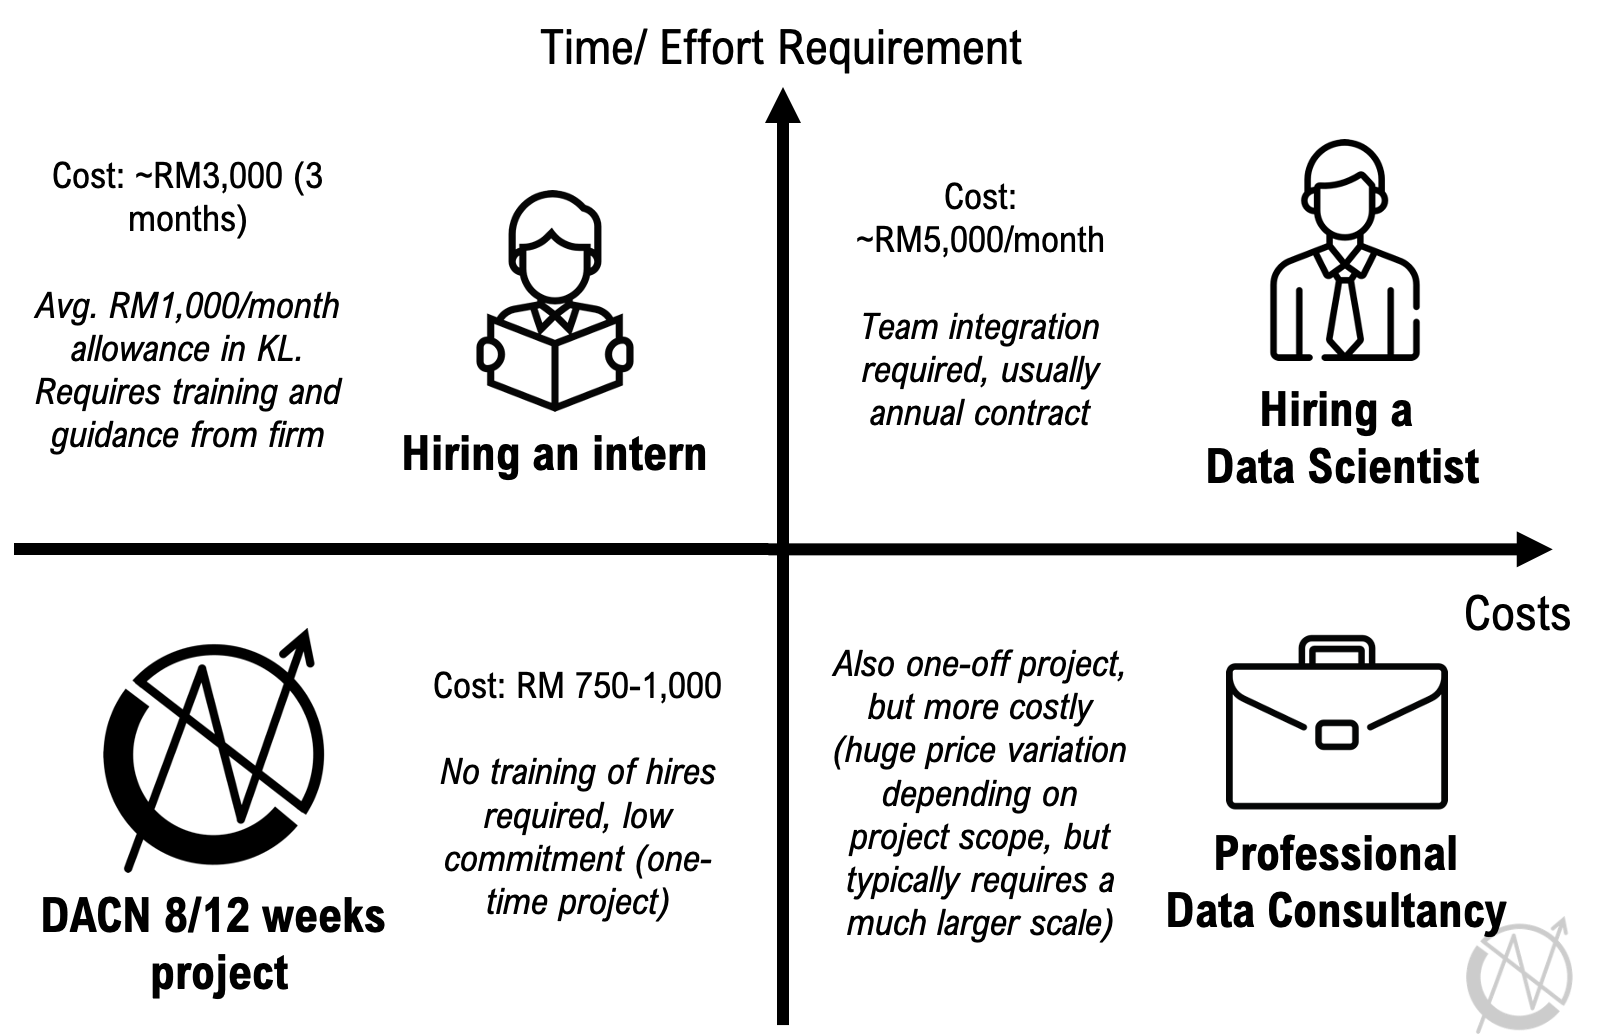 Time/ Effort Requirement
Cost: ~RM3,000 (3
months)
Avg. RM1,000/month
allowance in KL.
Requires training and
guidance from firm
Hiring an intern
Cost:
~RM5,000/month
Team integration
required, usually
annual contract
Hiring a
Data Scientist
Costs
DACN 8/12 weeks
project
Cost: RM 750-1,000
No training of hires
required, low
commitment (one-
time project)
Also one-off project,
but more costly
(huge price variation
depending on
project scope, but
typically requires a
much larger scale)
Professional
Data Consultancy